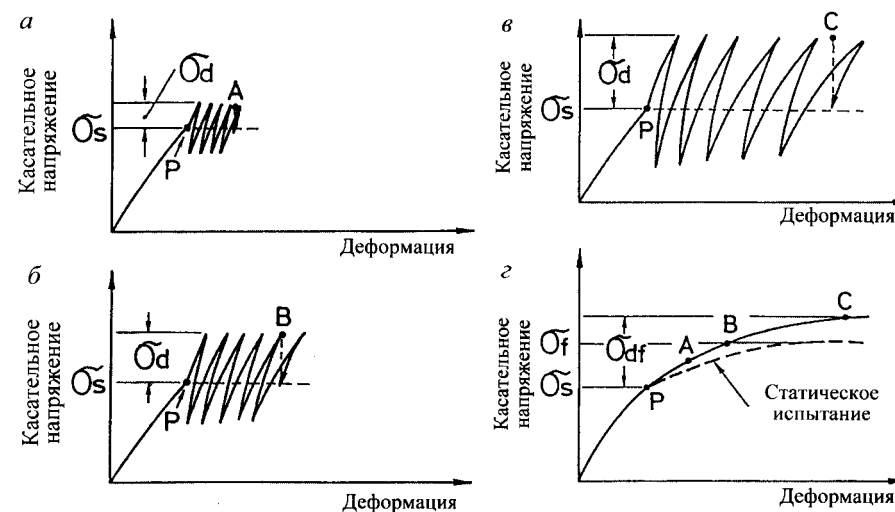 а
Касательное
напряжение
σd
A
σs
P
Деформация
б
Касательное
напряжение
σd
B
σs
P
Деформация
в
Касательное
напряжение
C
σd
σs
P
Деформация
г
Касательное
напряжение
C
B
σf
σdf
A
σs
P
Статическое
испытание
Деформация